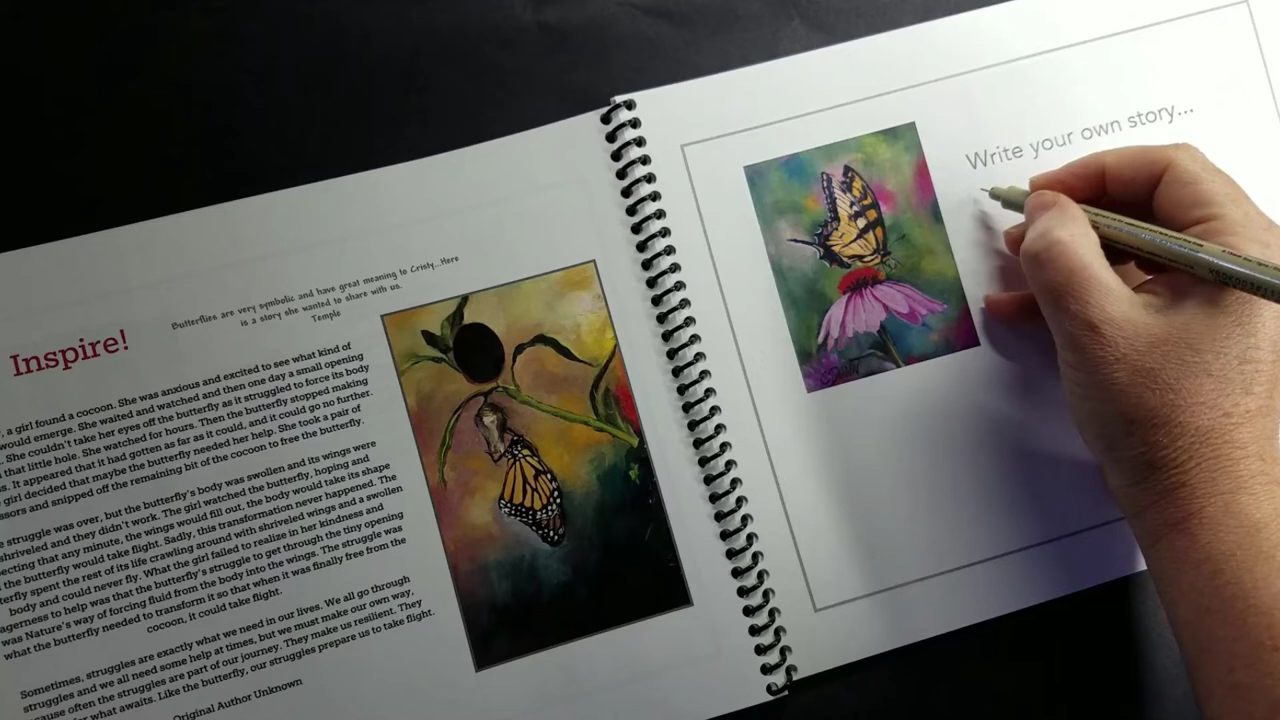 Inspire!
Butterflies are very symbolic and have great meaning to Cristy...Here
is a story she wanted to share with us.
Temple
, a girl found a cocoon. She was anxious and excited to see what kind of
would emerge. She waited and watched and then one day a small opening
. She couldn't take her eyes off the butterfly as it struggled to force its body
that little hole. She watched for hours. Then the butterfly stopped making
s. It appeared that it had gotten as far as it could, and it could go no further.
girl decided that maybe the butterfly needed her help. She took a pair of
ssors and snipped off the remaining bit of the cocoon to free the butterfly.
e struggle was over, but the butterfly's body was swollen and its wings were
shriveled and they didn't work. The girl watched the butterfly, hoping and
ecting that any minute, the wings would fill out, the body would take its shape
the butterfly would take flight. Sadly, this transformation never happened. The
terfly spent the rest of its life crawling around with shriveled wings and a swollen
body and could never fly. What the girl failed to realize in her kindness and
agerness to help was that the butterfly's struggle to get through the tiny opening
was Nature's way of forcing fluid from the body into the wings. The struggle was
what the butterfly needed to transform it so that when it was finally free from the
cocoon, it could take flight.
Sometimes, struggles are exactly what we need in our lives. We all go through
struggles and we all need some help at times, but we must make our own way,
cause often the struggles are part of our journey. They make us resilient. They
for what awaits. Like the butterfly, our struggles prepare us to take flight.
Original Author Unknown
Write your own story...